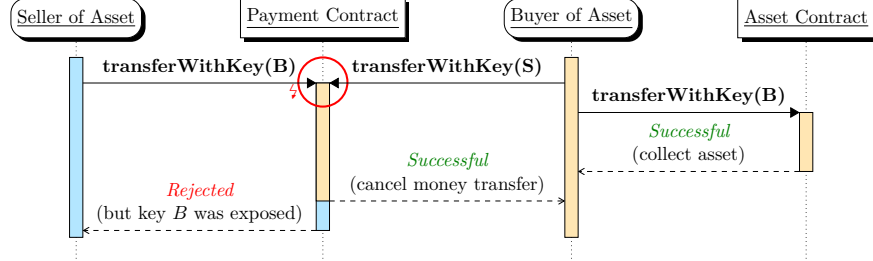 Seller of Asset
Payment Contract
Buyer of Asset
Asset Contract
transferWithKey(B)
transferWithKey(S)
transferWithKey(B)
Successful
(collect asset)
Successful
(cancel money transfer)
Rejected
(but key B was exposed)